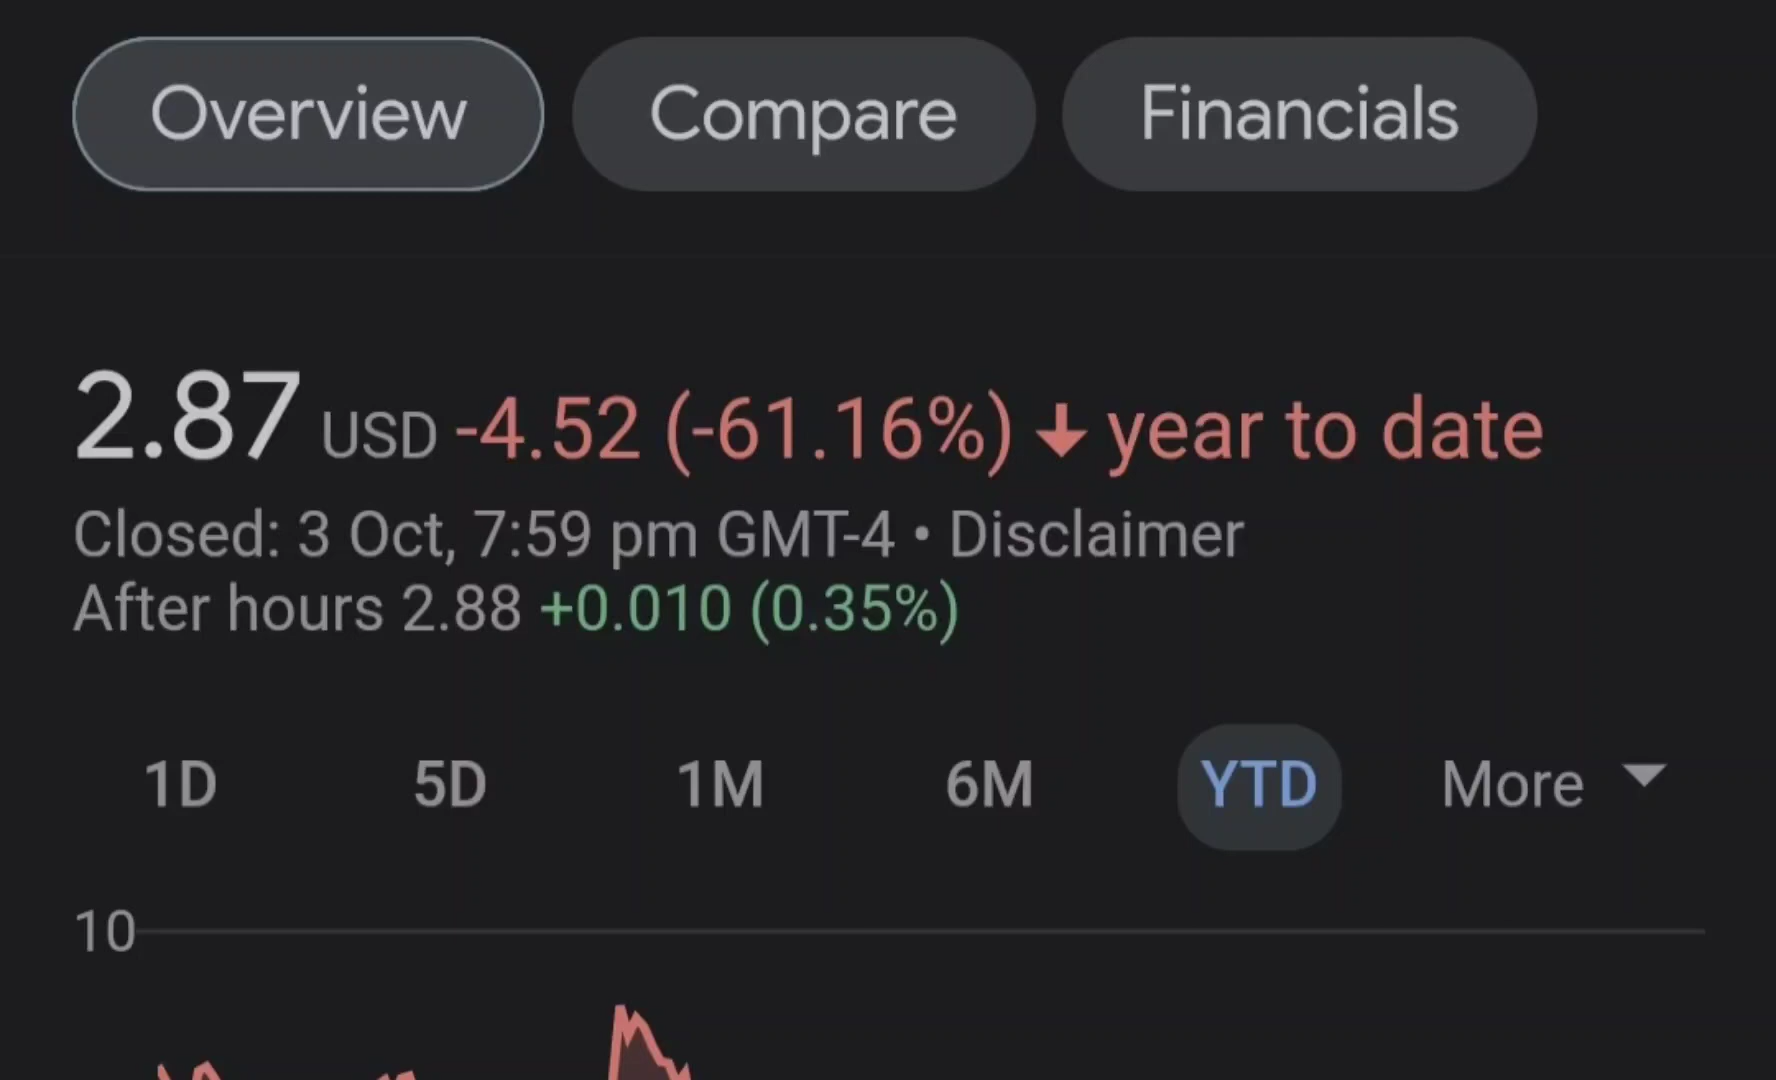 Overview Compare Financials
2.87 USD -4.52 (-61.16%) ↓ year to date
Closed: 3 Oct, 7:59 pm GMT-4 • Disclaimer
After hours 2.88 +0.010 (0.35%)
1D 5D 1M 6M YTD More
10